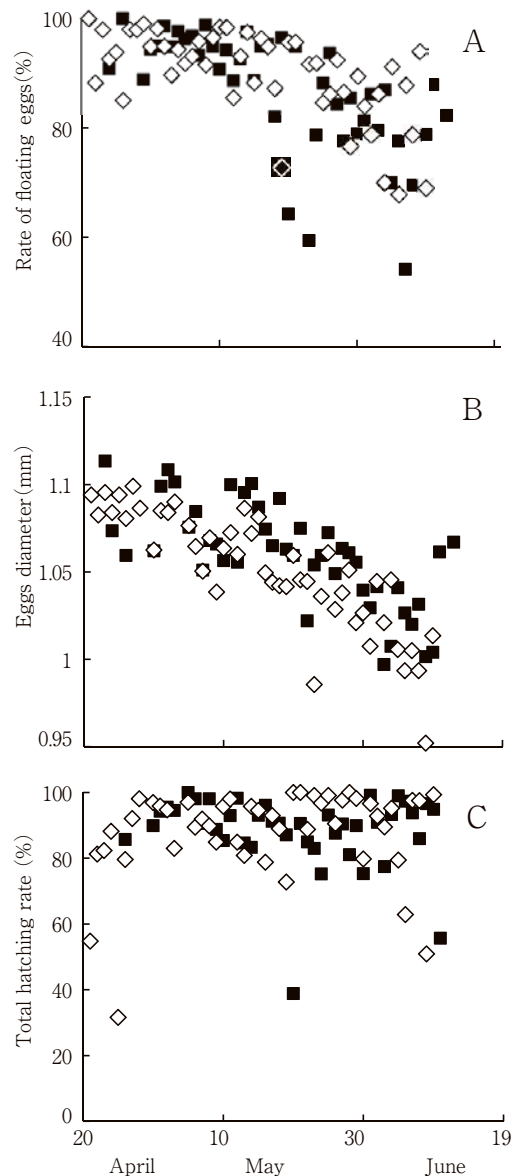 A
Rate of floating eggs(%)
100
80
60
40
B
Eggs diameter(mm)
1.15
1.1
1.05
1
0.95
C
Total hatching rate (%)
100
80
60
40
20
0
20 10 30 19
April May June